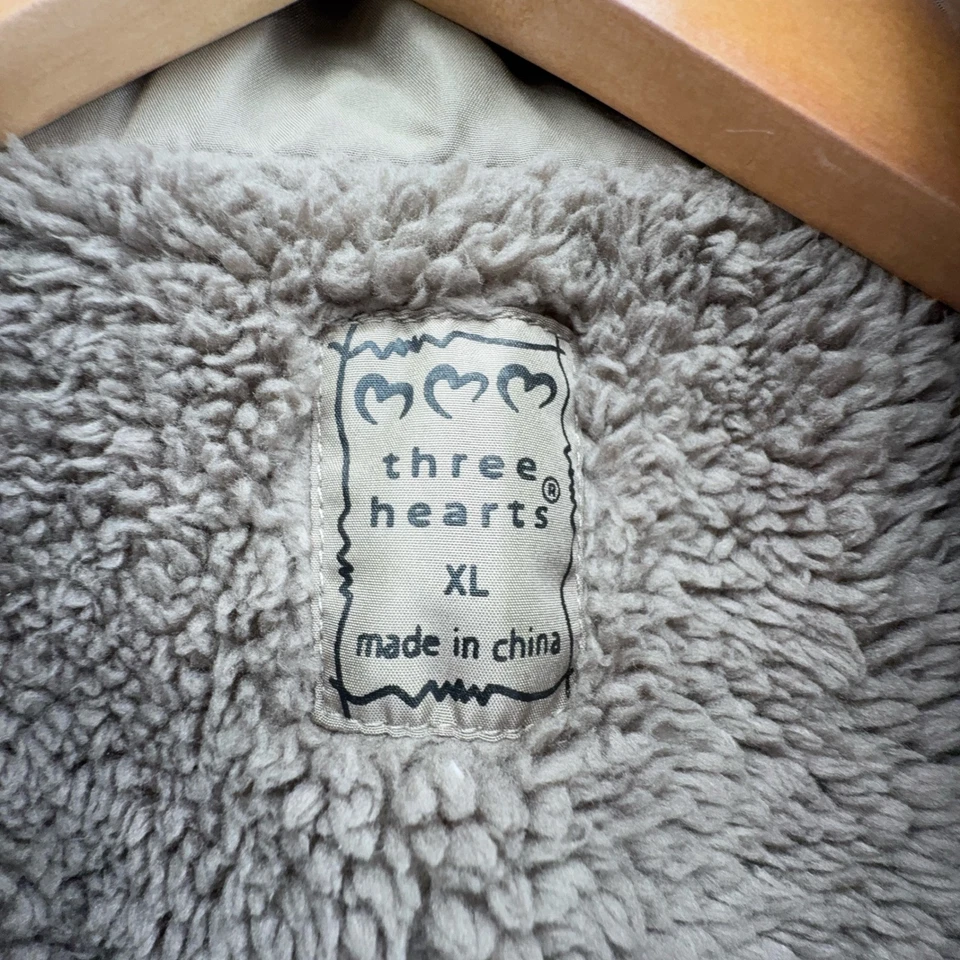 three
hearts®
XL
made in china